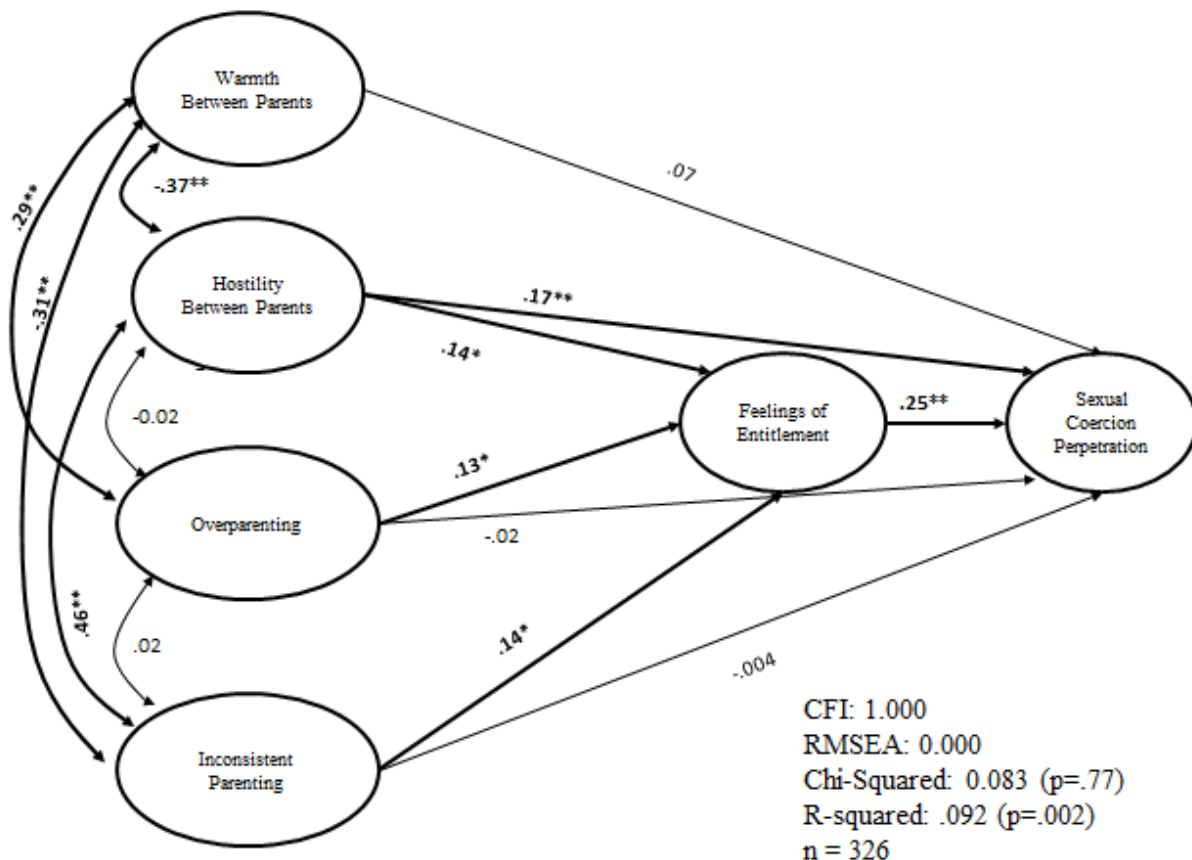 Warmth
Between Parents
.07
.29**
-.37**
-.31**
Hostility
Between Parents
.17**
.14*
-0.02
Feelings of
Entitlement
.25**
Sexual
Coercion
Perpetration
.13*
Overparenting
-.02
.46**
.02
.14*
-.004
Inconsistent
Parenting
CFI: 1.000
RMSEA: 0.000
Chi-Squared: 0.083 (p=.77)
R-squared: .092 (p=.002)
n = 326